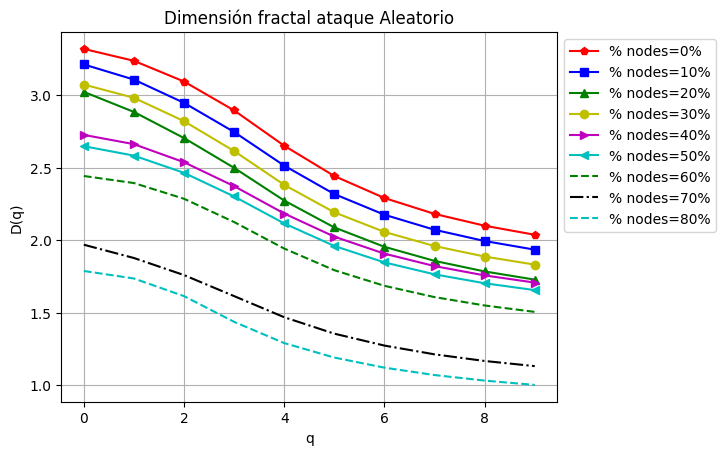 Dimensión fractal ataque Aleatorio
D(q)
3.0
2.5
2.0
1.5
1.0
0 2 4 6 8
q
% nodes=0%
% nodes=10%
% nodes=20%
% nodes=30%
% nodes=40%
% nodes=50%
% nodes=60%
% nodes=70%
% nodes=80%